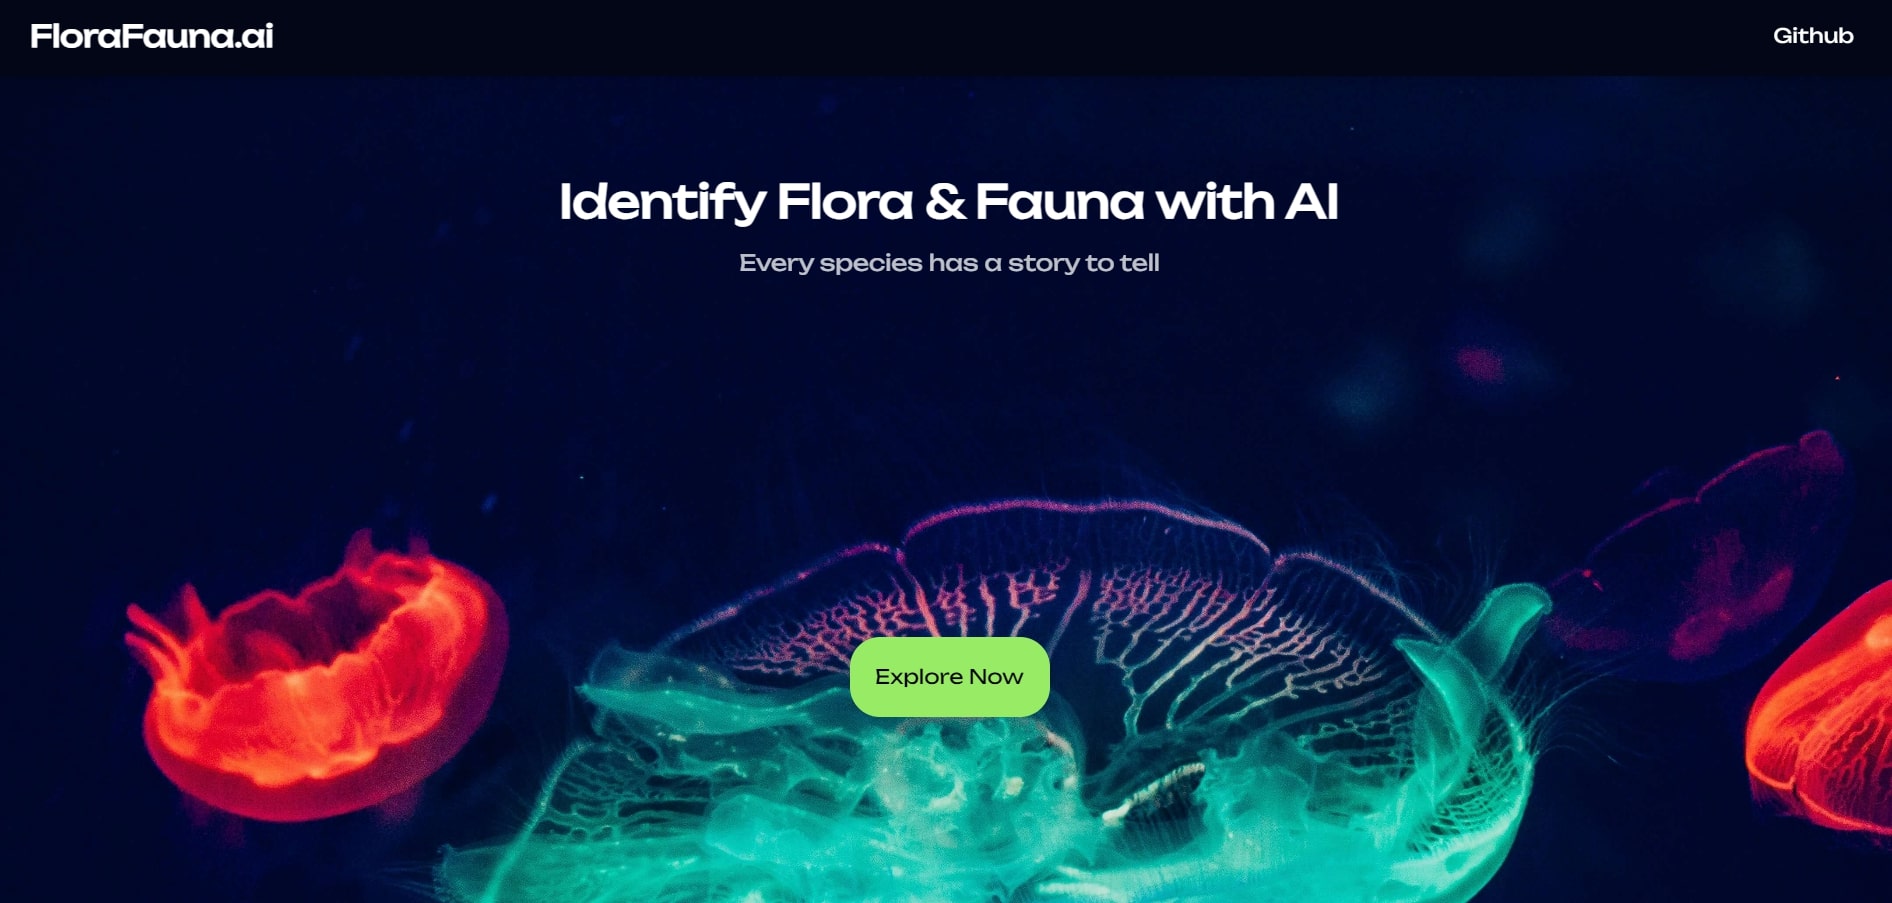 FloraFauna.ai
Github
Identify Flora & Fauna with AI
Every species has a story to tell
Explore Now